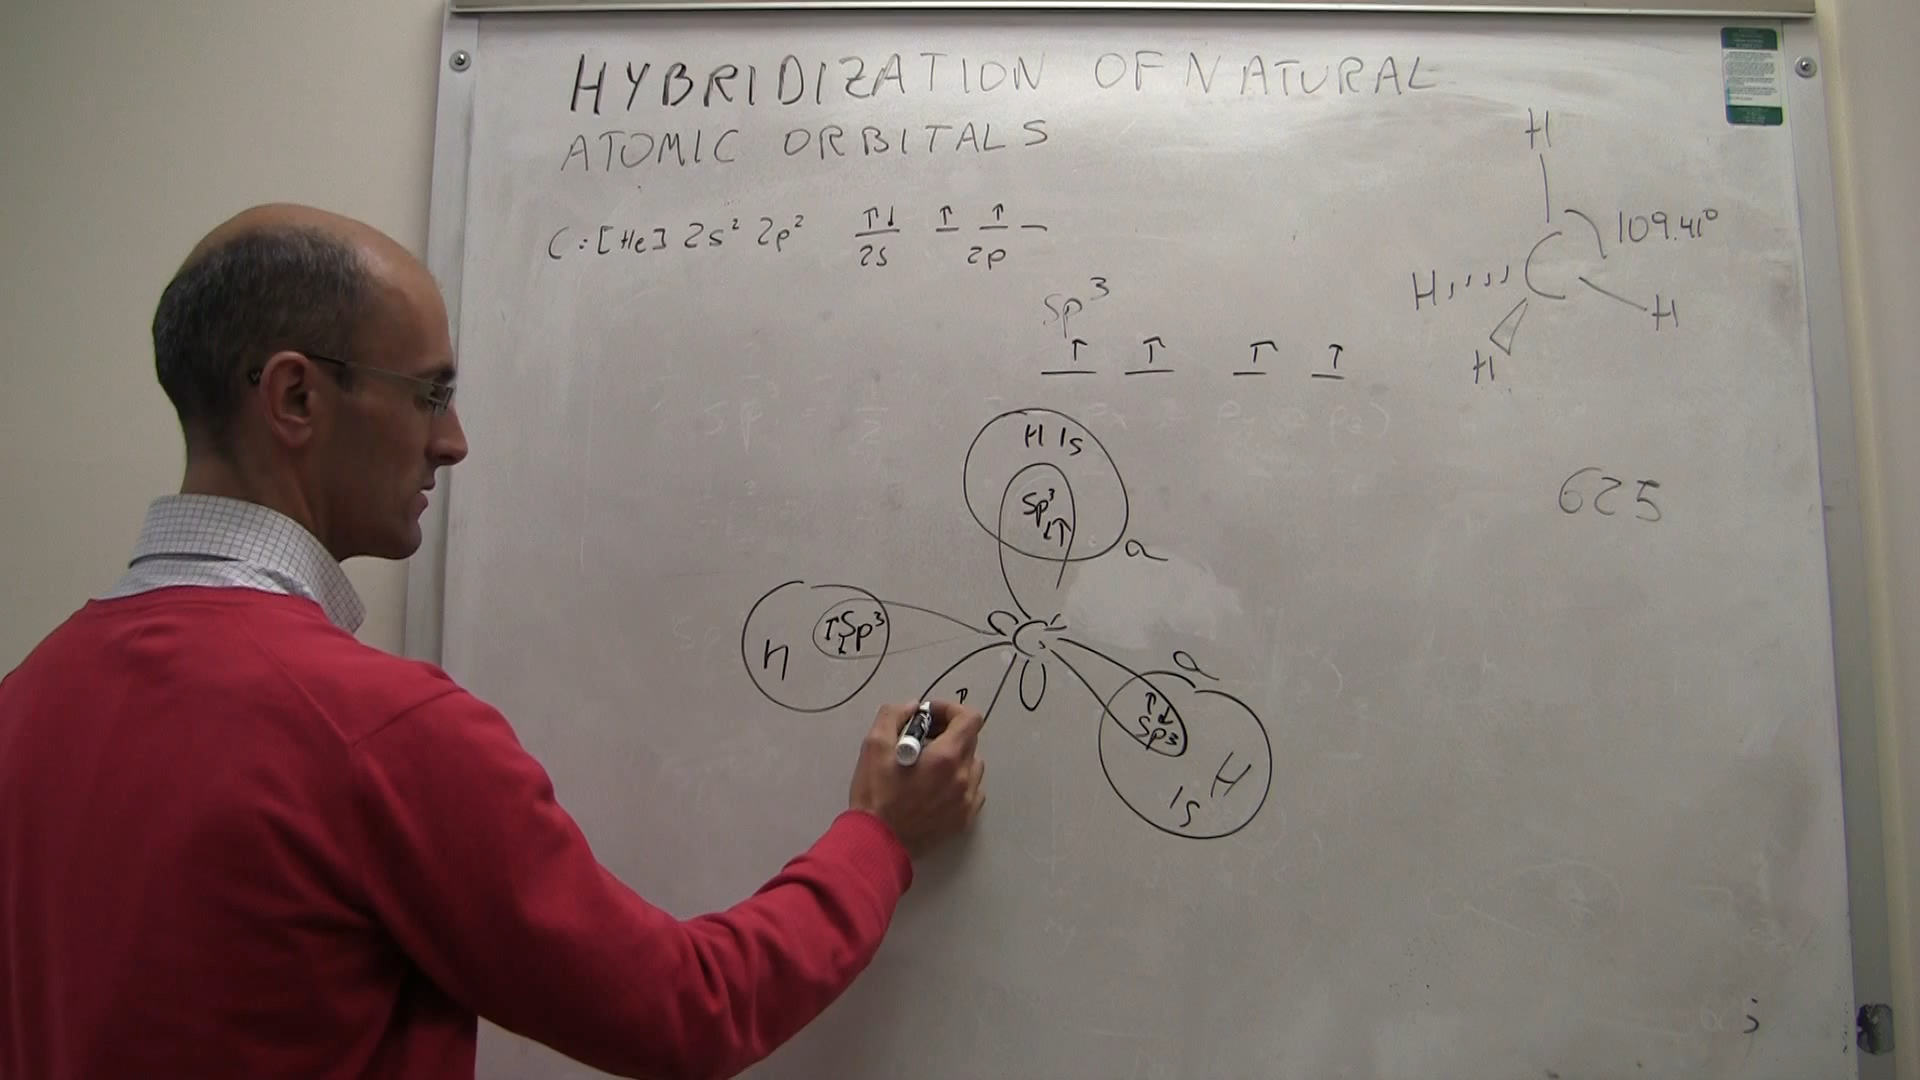 HYBRIDIZATION OF NATURAL
ATOMIC ORBITALS
C:[He] 2s² 2p² ↑↓ ↑ ↑
2s 2p
sp³
↑ ↑ ↑ ↑
H
C 109.41°
H H
H
H 1s
sp³
↓↑
σ
H ↑↓ sp³
C
↑
σ
↑↓
sp³
H
1s
625